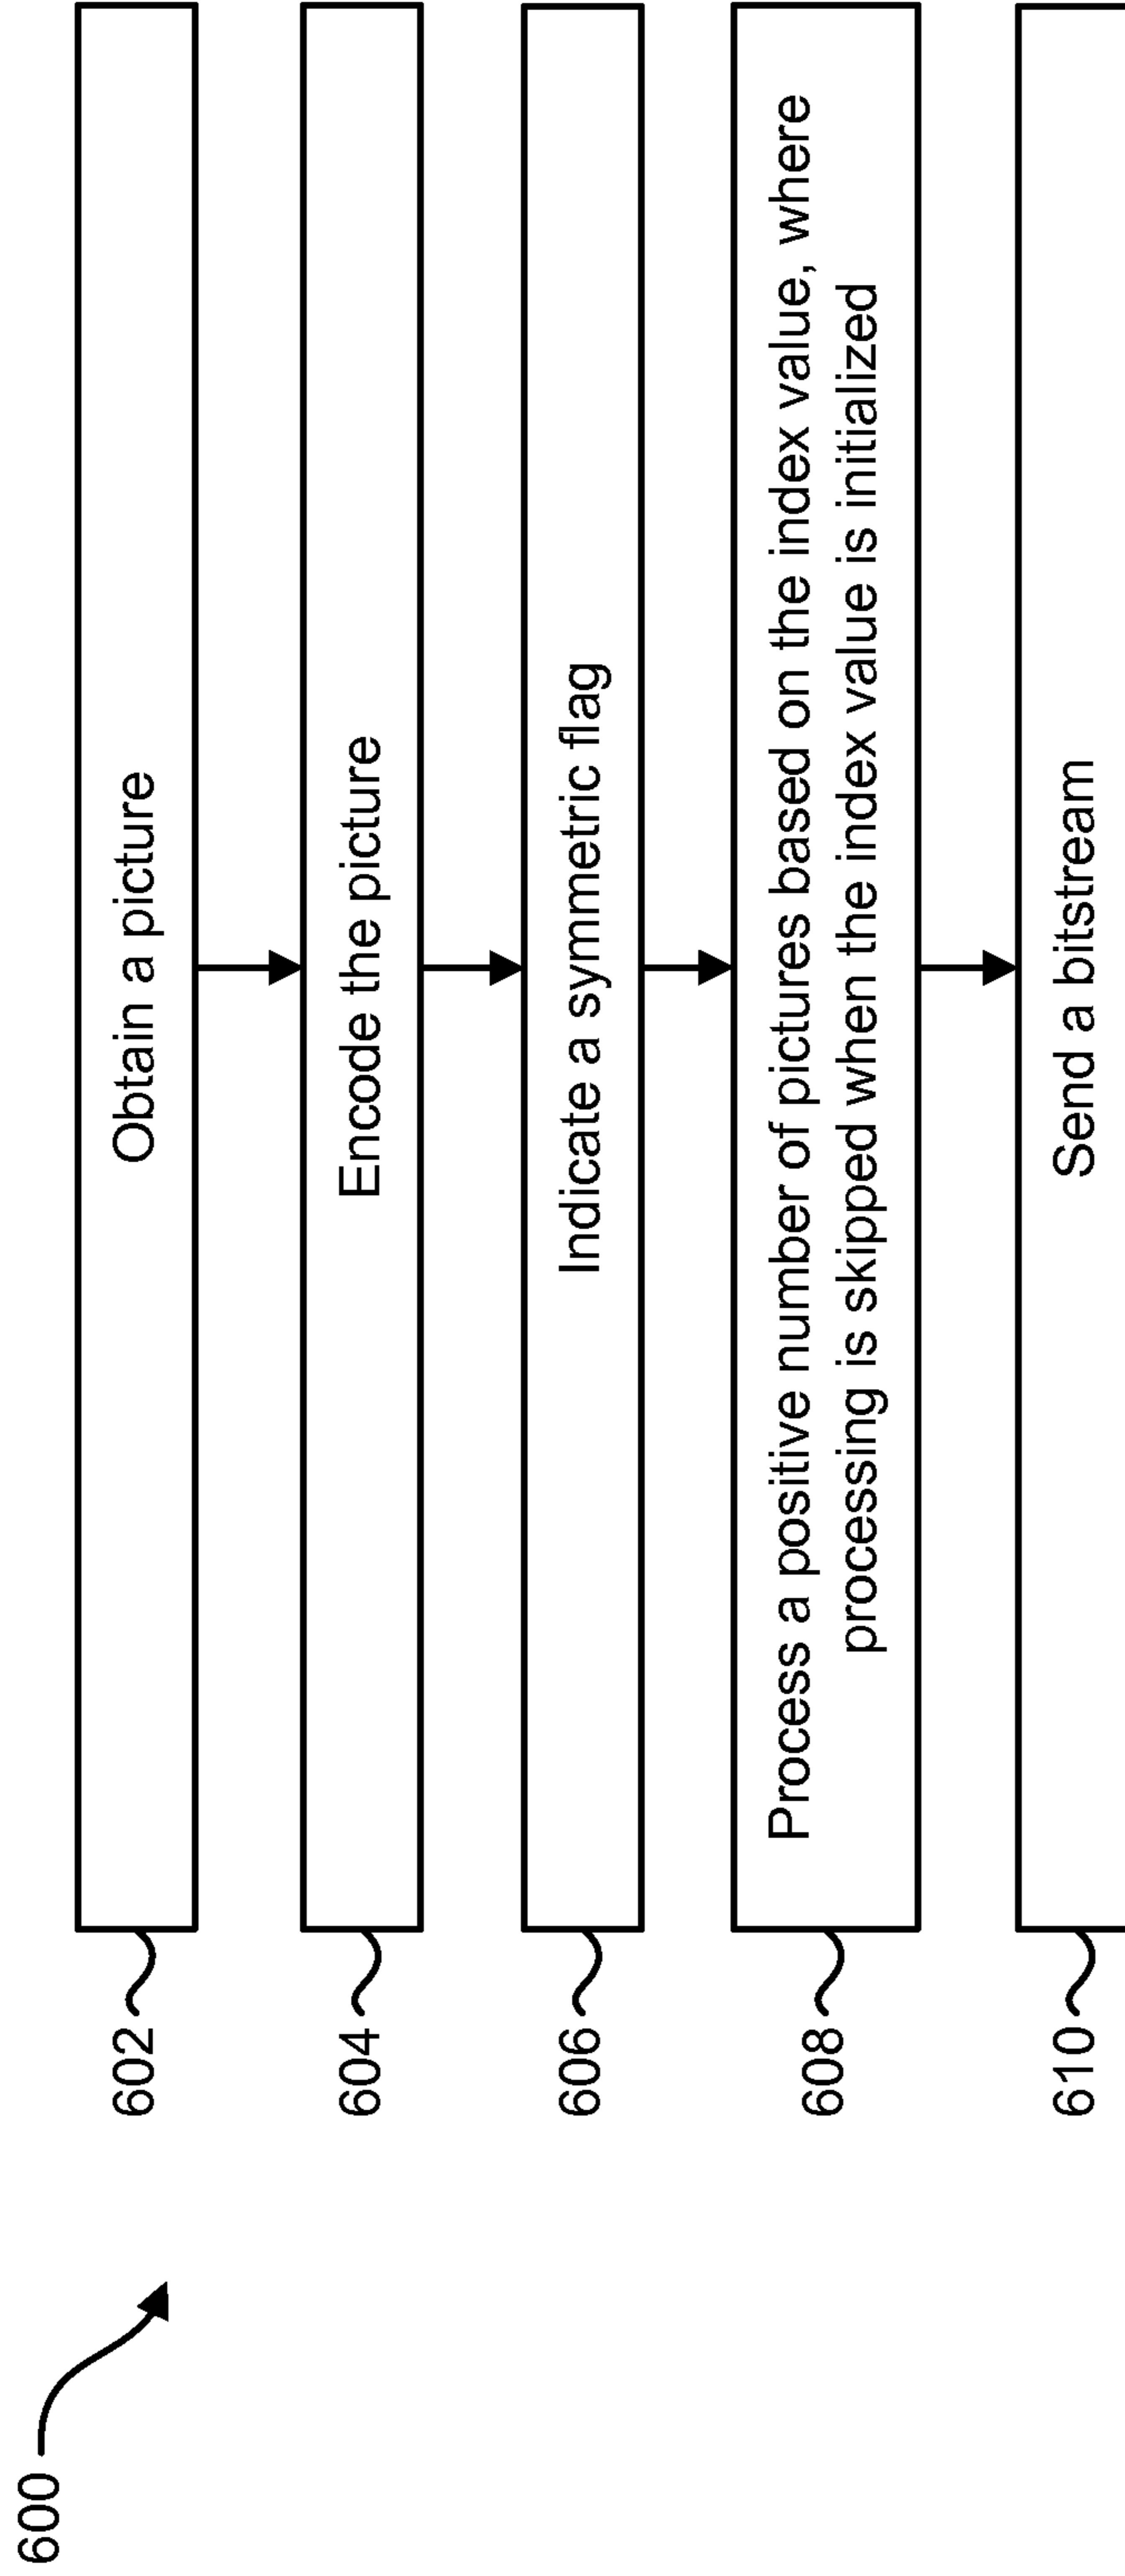 600
602
Obtain a picture
604
Encode the picture
606
Indicate a symmetric flag
608
Process a positive number of pictures based on the index value, where
processing is skipped when the index value is initialized
610
Send a bitstream